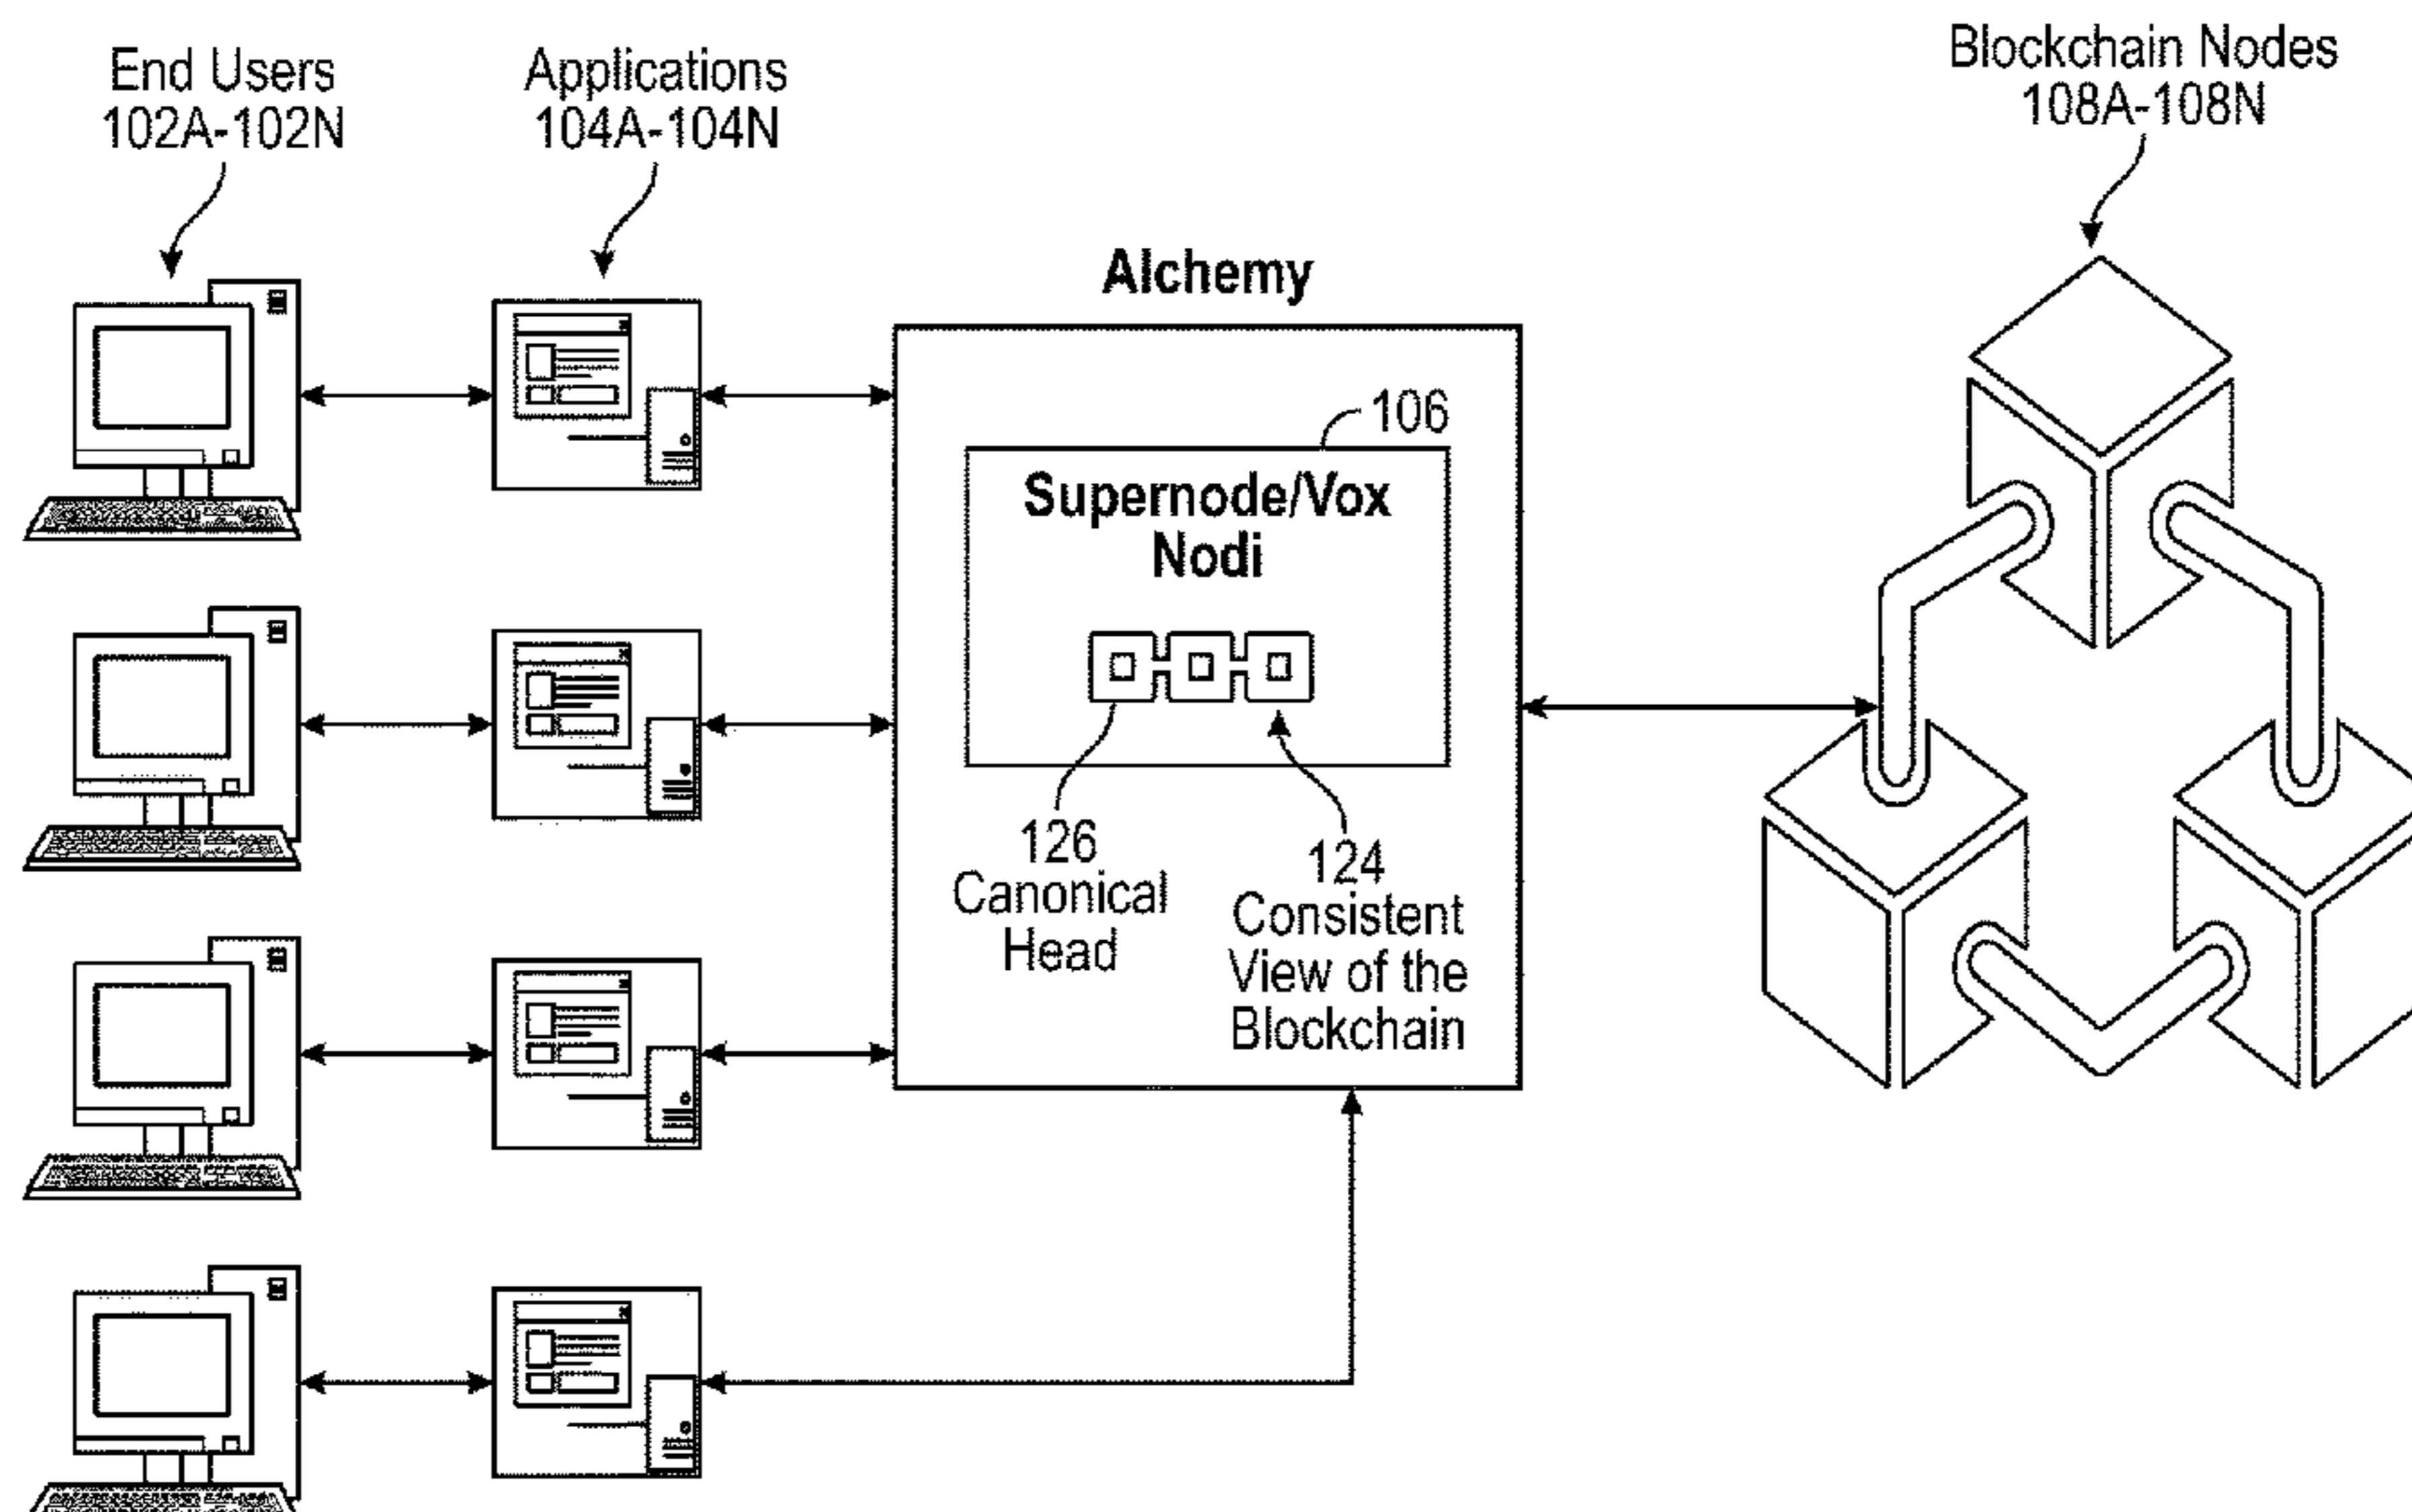 End Users
102A-102N
Applications
104A-104N
Blockchain Nodes
108A-108N
Alchemy
106
Supernode/Vox
Nodi
126
Canonical
Head
124
Consistent
View of the
Blockchain